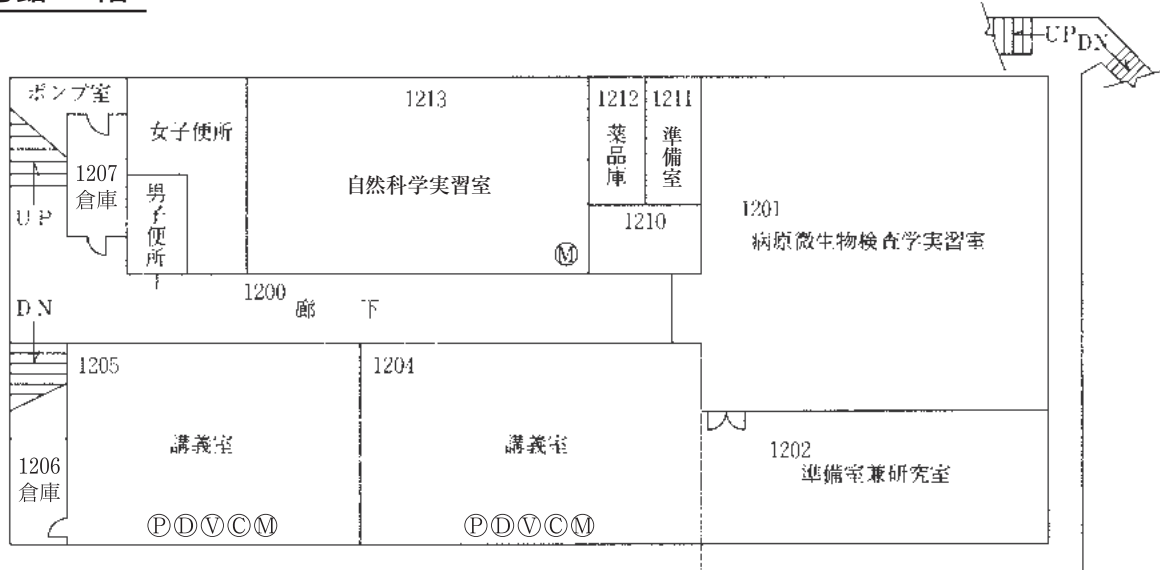 UP DN
ポンプ室
女子便所
1207
倉庫
男子便所
UP
1213
自然科学実習室
Ⓜ
1212
薬品庫
1211
準備室
1210
1201
病原微生物検査学実習室
1200
廊下
DN
1205
講義室
ⓅⒹⓋⒸⓂ
1204
講義室
ⓅⒹⓋⒸⓂ
1206
倉庫
1202
準備室兼研究室